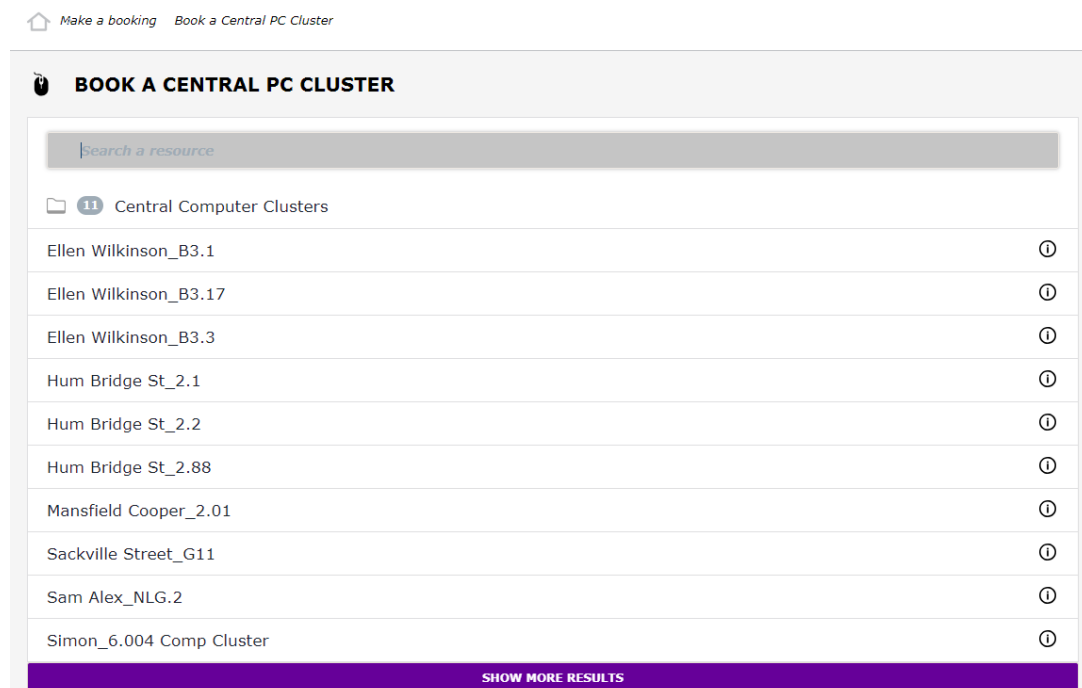 Make a booking Book a Central PC Cluster
BOOK A CENTRAL PC CLUSTER
Search a resource
11 Central Computer Clusters
Ellen Wilkinson_B3.1
Ellen Wilkinson_B3.17
Ellen Wilkinson_B3.3
Hum Bridge St_2.1
Hum Bridge St_2.2
Hum Bridge St_2.88
Mansfield Cooper_2.01
Sackville Street_G11
Sam Alex_NLG.2
Simon_6.004 Comp Cluster
SHOW MORE RESULTS